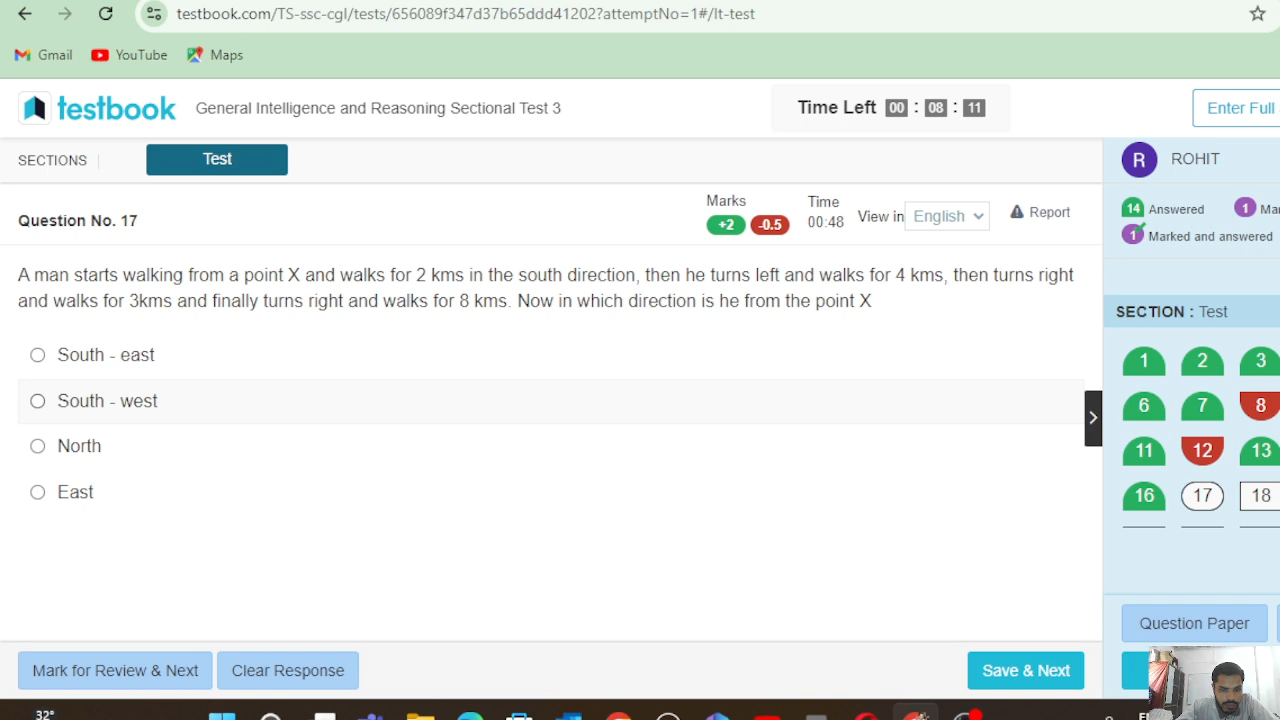 testbook.com/TS-ssc-cgl/tests/656089f347d37b65ddd41202?attemptNo=1#/lt-test
Gmail YouTube Maps
testbook General Intelligence and Reasoning Sectional Test 3 Time Left 00 : 08 : 11 Enter Full
SECTIONS Test R ROHIT
Question No. 17 Marks +2 -0.5 Time 00:48 View in English Report
14 Answered 1 Ma
1 Marked and answered
A man starts walking from a point X and walks for 2 kms in the south direction, then he turns left and walks for 4 kms, then turns right
and walks for 3kms and finally turns right and walks for 8 kms. Now in which direction is he from the point X
South - east
South - west
North
East
SECTION : Test
1 2 3
6 7 8
11 12 13
16 17 18
Question Paper
Mark for Review & Next Clear Response Save & Next
32°